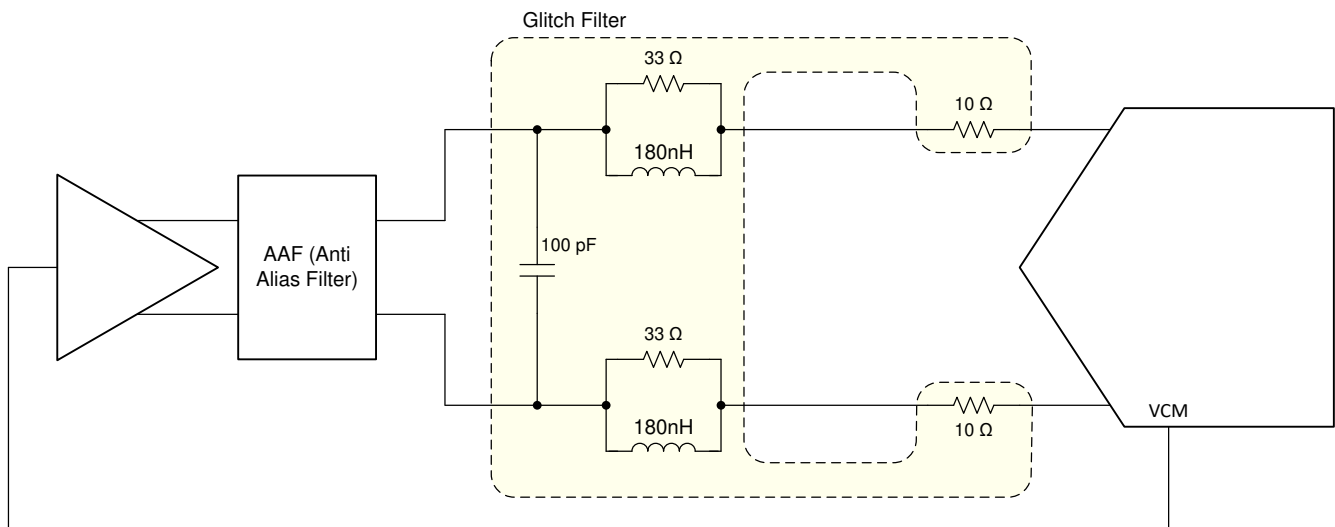 Glitch Filter
33 Ω
10 Ω
180nH
AAF (Anti
Alias Filter)
100 pF
33 Ω
180nH
10 Ω
VCM